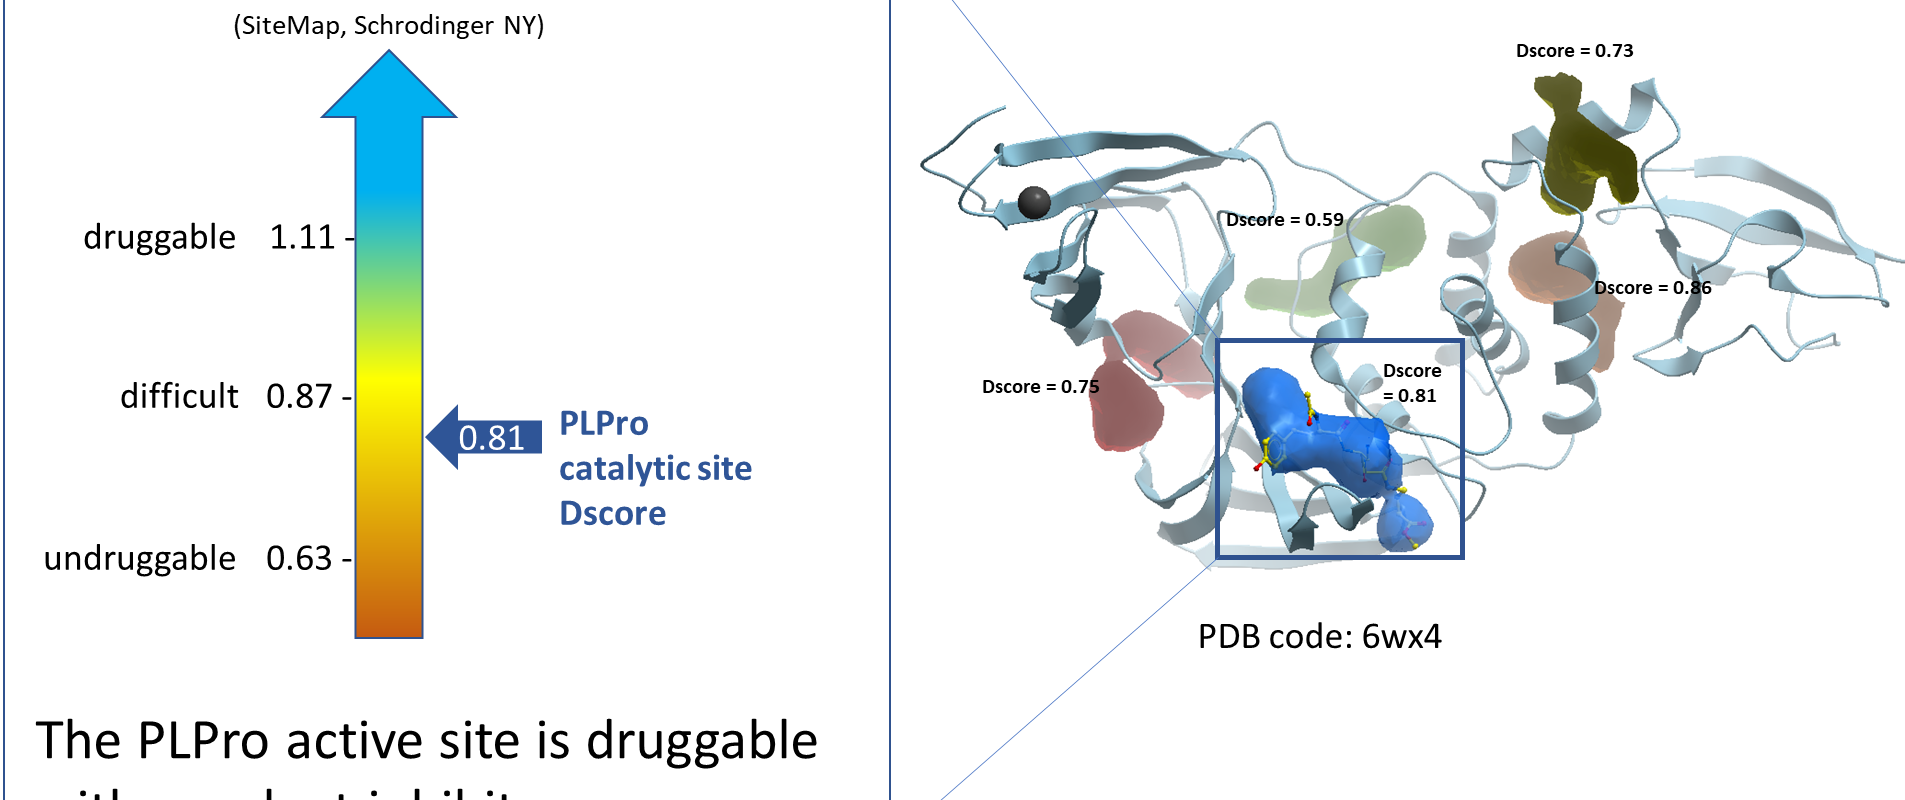 (SiteMap, Schrodinger NY)
druggable 1.11 -
difficult 0.87 -
0.81
PLPro
catalytic site
Dscore
undruggable 0.63 -
The PLPro active site is druggable
Dscore = 0.73
Dscore = 0.59
Dscore = 0.86
Dscore = 0.75
Dscore
= 0.81
PDB code: 6wx4